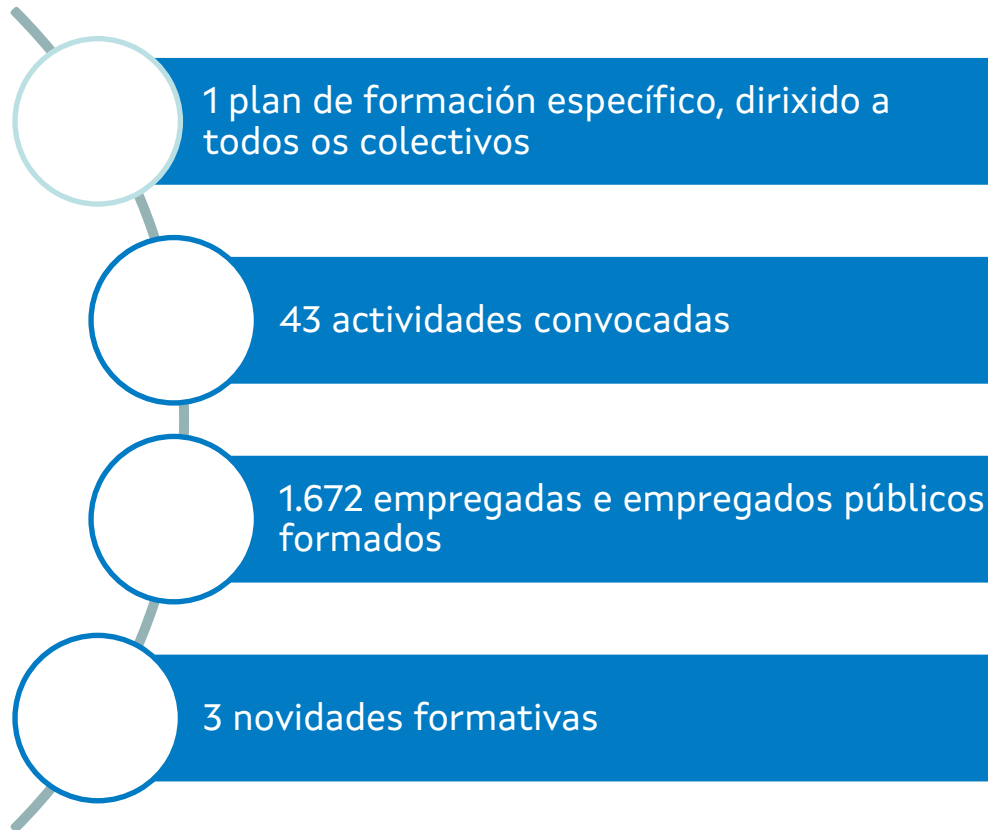 1 plan de formación específico, dirixido a
todos os colectivos
43 actividades convocadas
1.672 empregadas e empregados públicos
formados
3 novidades formativas